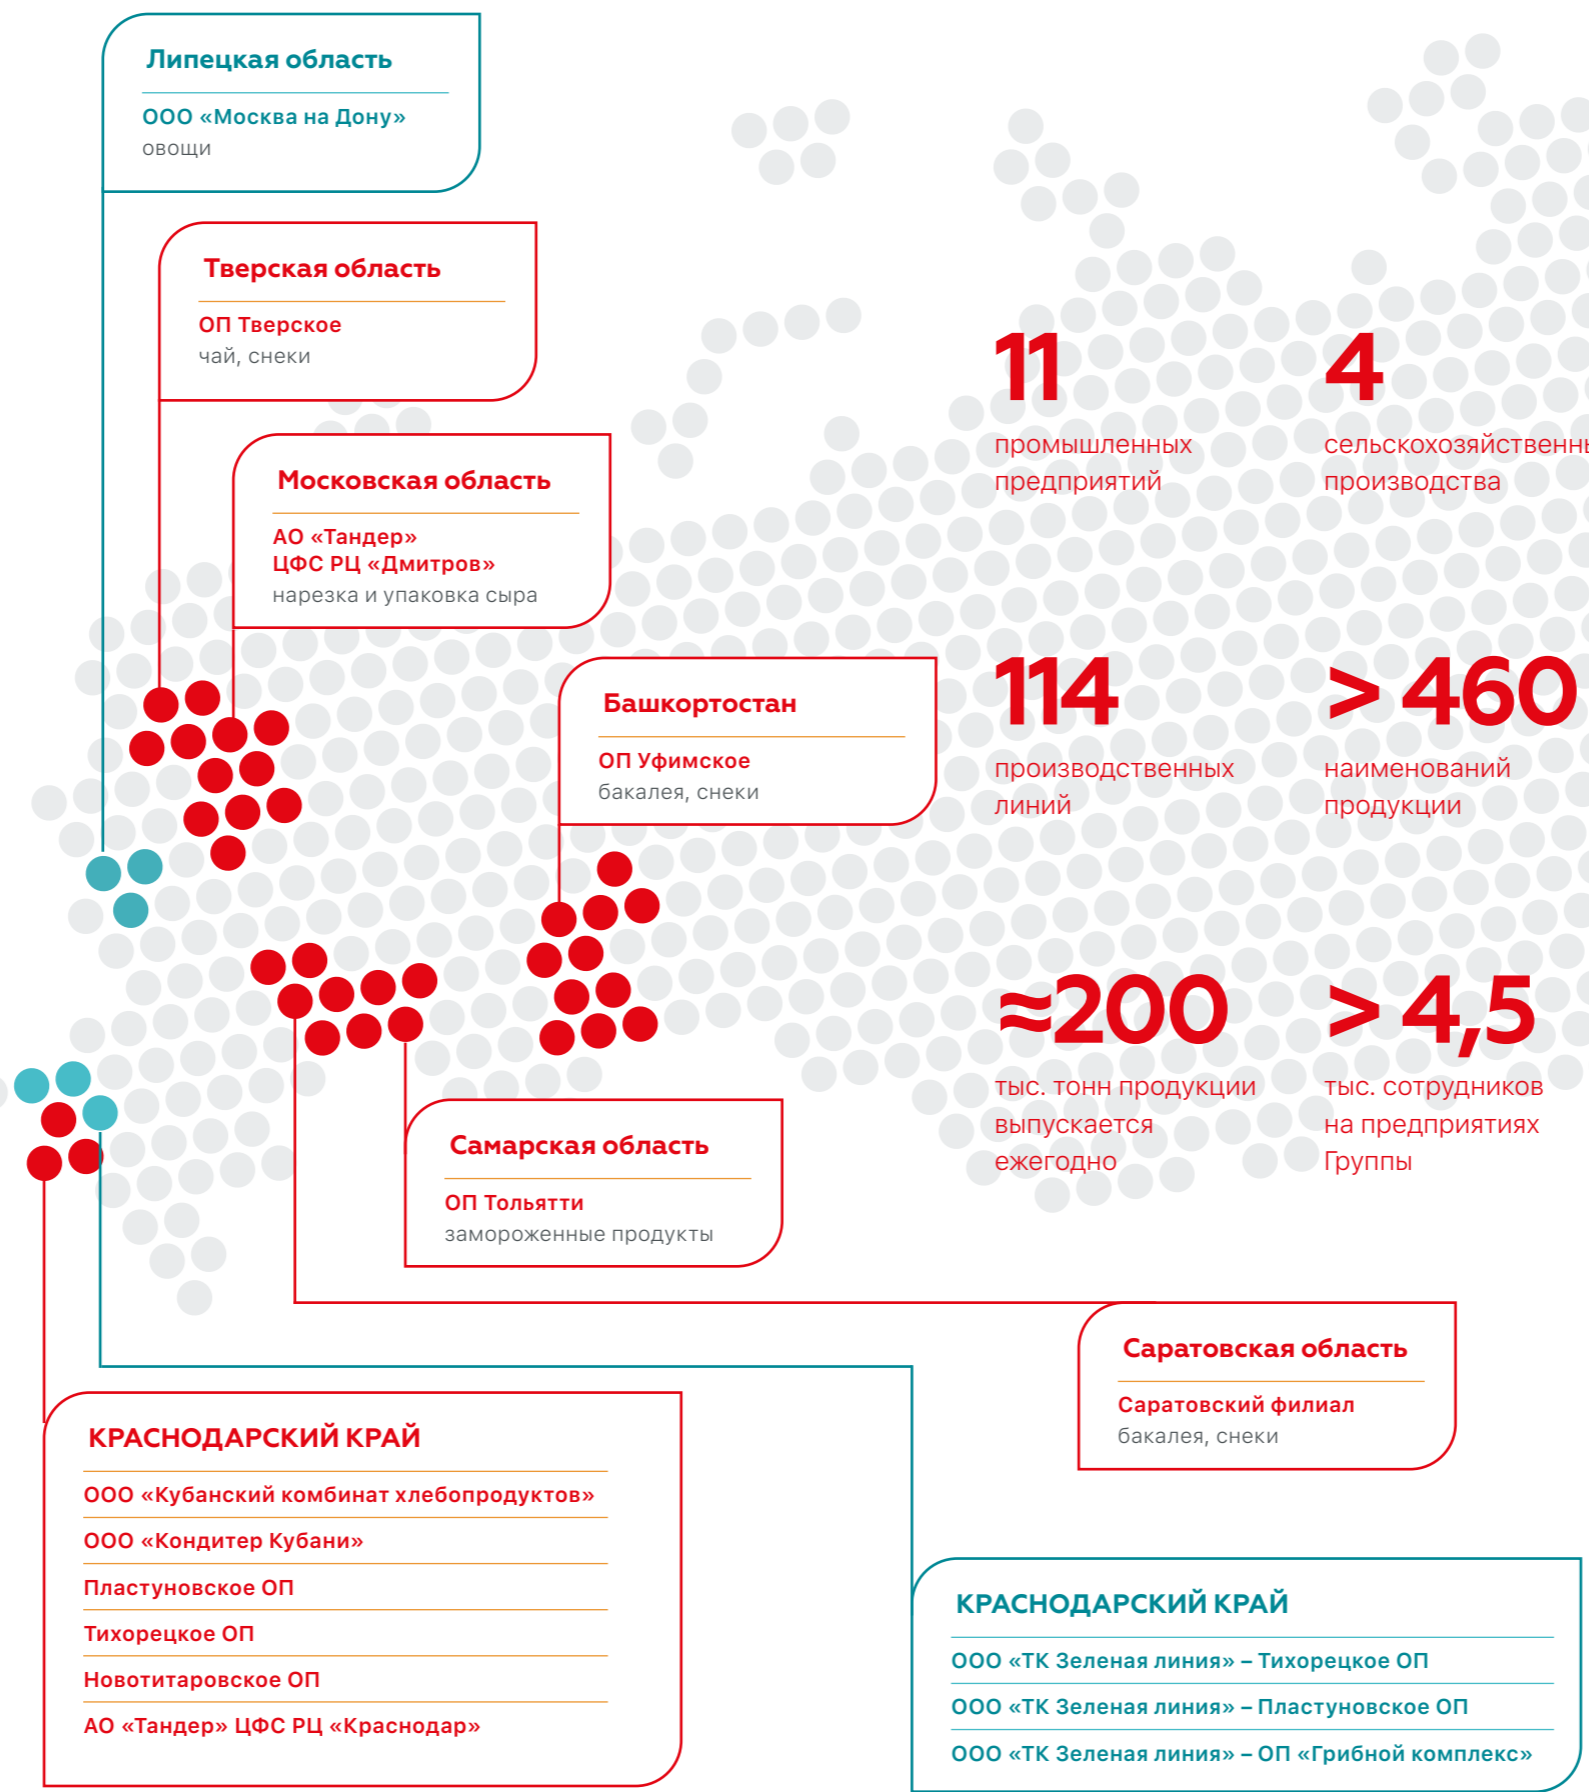 Липецкая область
ООО «Москва на Дону»
овощи
Тверская область
ОП Тверское
чай, снеки
Московская область
АО «Тандер»
ЦФС РЦ «Дмитров»
нарезка и упаковка сыра
Башкортостан
ОП Уфимское
бакалея, снеки
11
промышленных
предприятий
4
сельскохозяйственн
производства
114
производственных
линий
> 460
наименований
продукции
≈200
тыс. тонн продукции
выпускается
ежегодно
> 4,5
тыс. сотрудников
на предприятиях
Группы
Самарская область
ОП Тольятти
замороженные продукты
Саратовская область
Саратовский филиал
бакалея, снеки
КРАСНОДАРСКИЙ КРАЙ
ООО «Кубанский комбинат хлебопродуктов»
ООО «Кондитер Кубани»
Пластуновское ОП
Тихорецкое ОП
Новотитаровское ОП
АО «Тандер» ЦФС РЦ «Краснодар»
КРАСНОДАРСКИЙ КРАЙ
ООО «ТК Зеленая линия» – Тихорецкое ОП
ООО «ТК Зеленая линия» – Пластуновское ОП
ООО «ТК Зеленая линия» – ОП «Грибной комплекс»